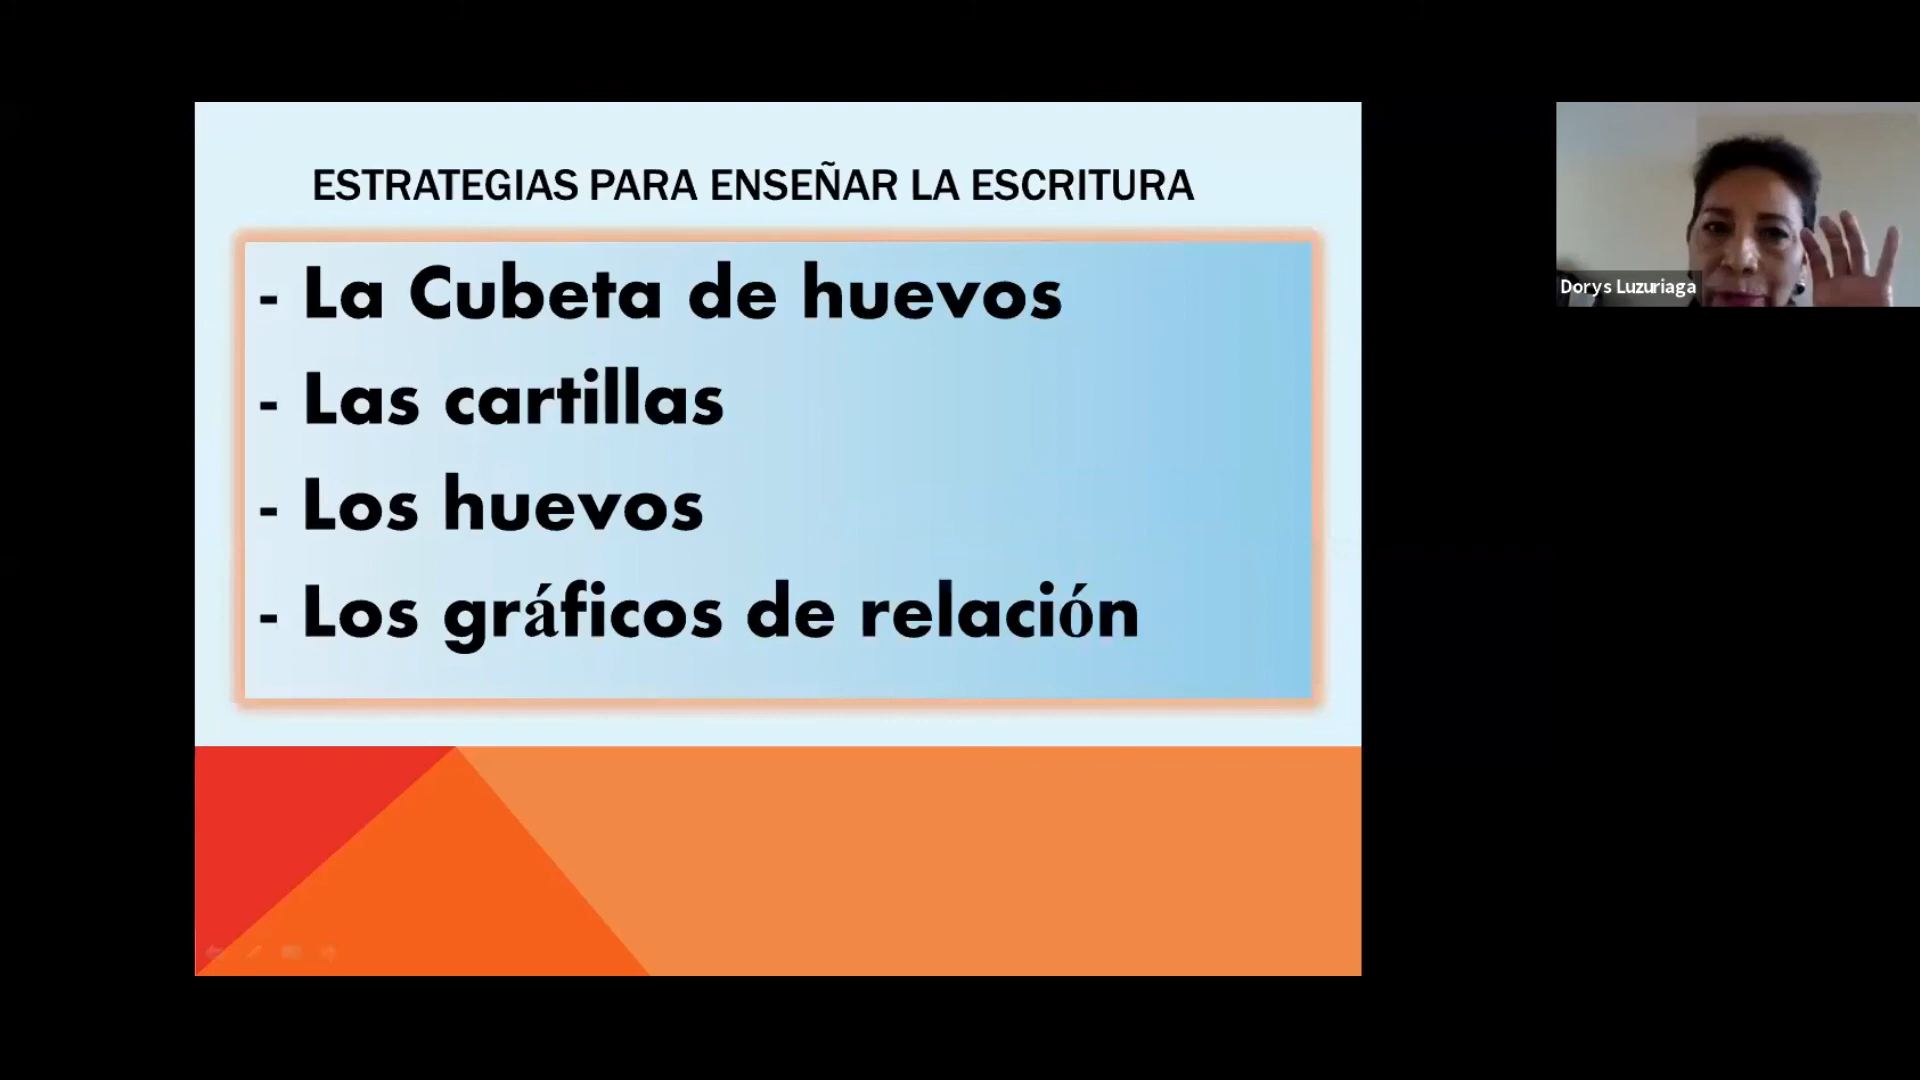 ESTRATEGIAS PARA ENSEÑAR LA ESCRITURA
- La Cubeta de huevos
- Las cartillas
- Los huevos
- Los gráficos de relación
Dorys Luzuriaga